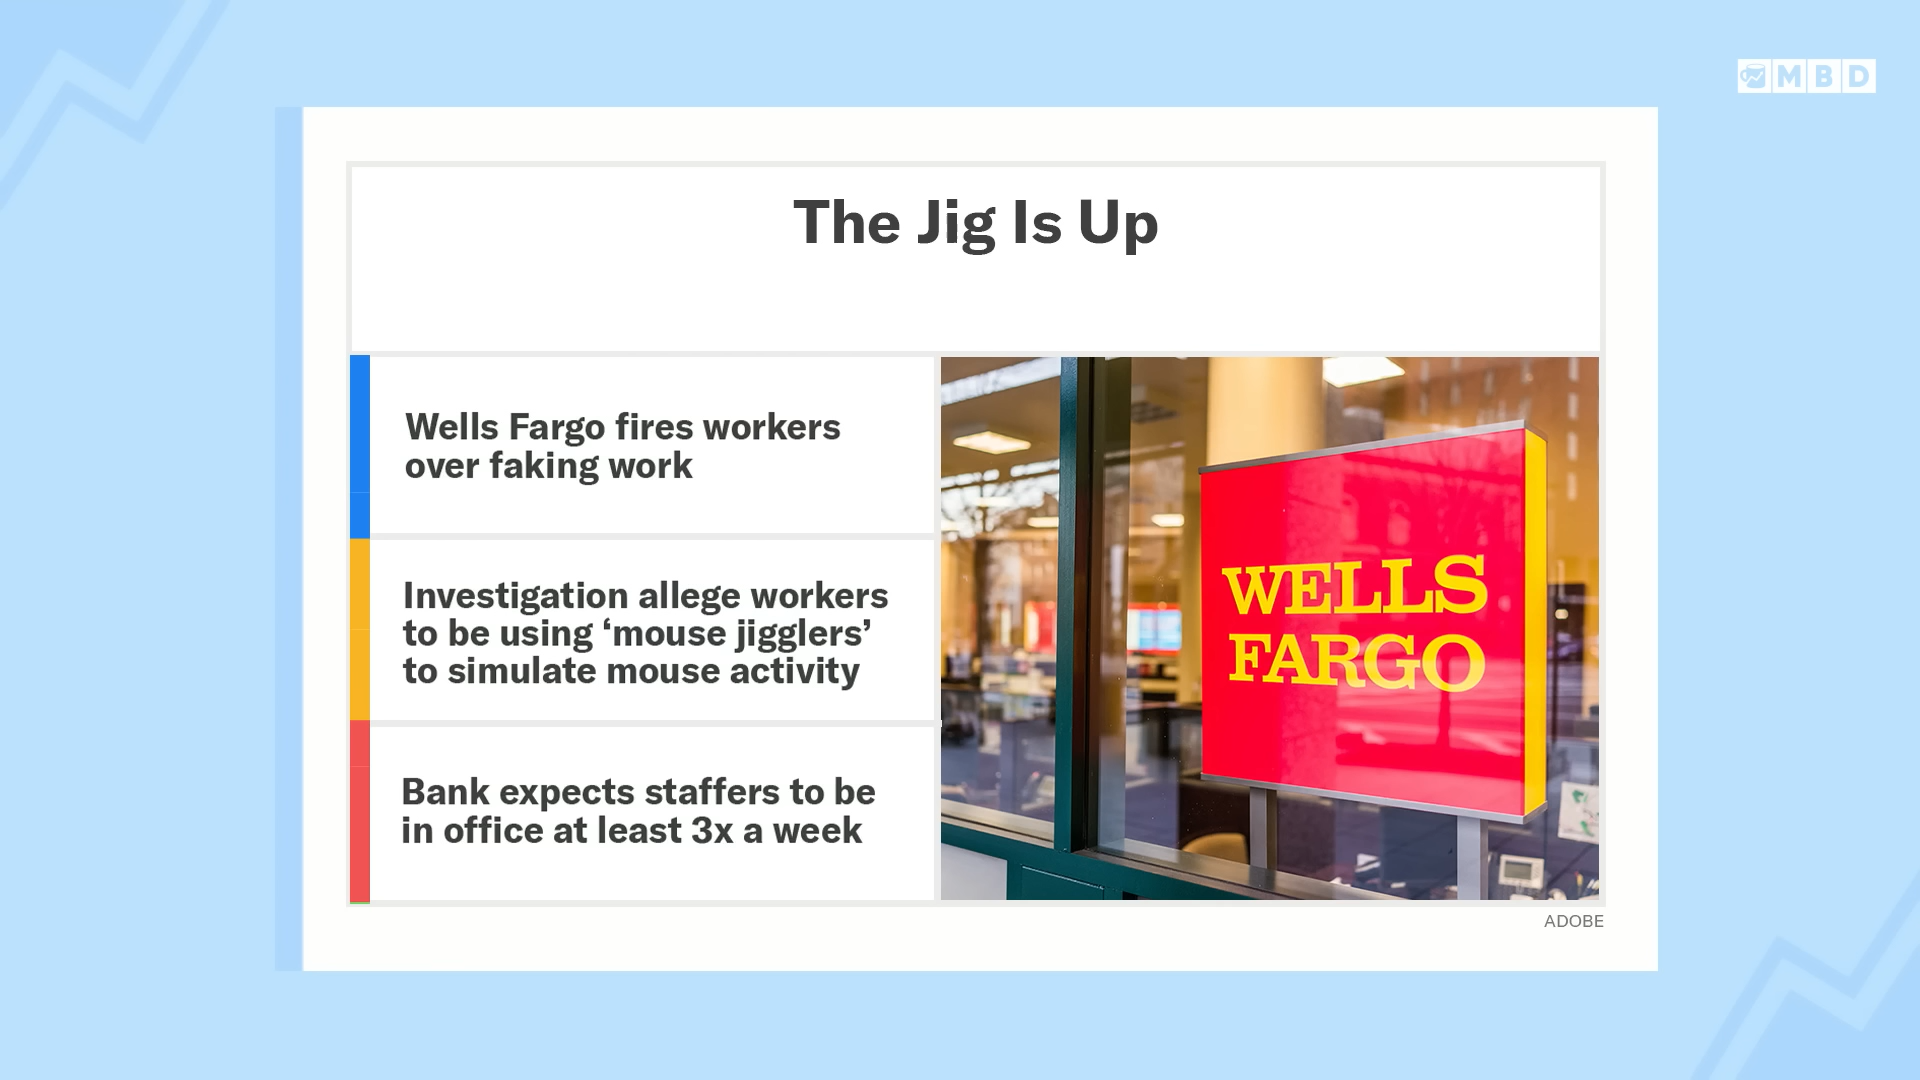 MBD
The Jig Is Up
Wells Fargo fires workers
over faking work
Investigation allege workers
to be using ‘mouse jigglers’
to simulate mouse activity
Bank expects staffers to be
in office at least 3x a week
WELLS
FARGO
ADOBE